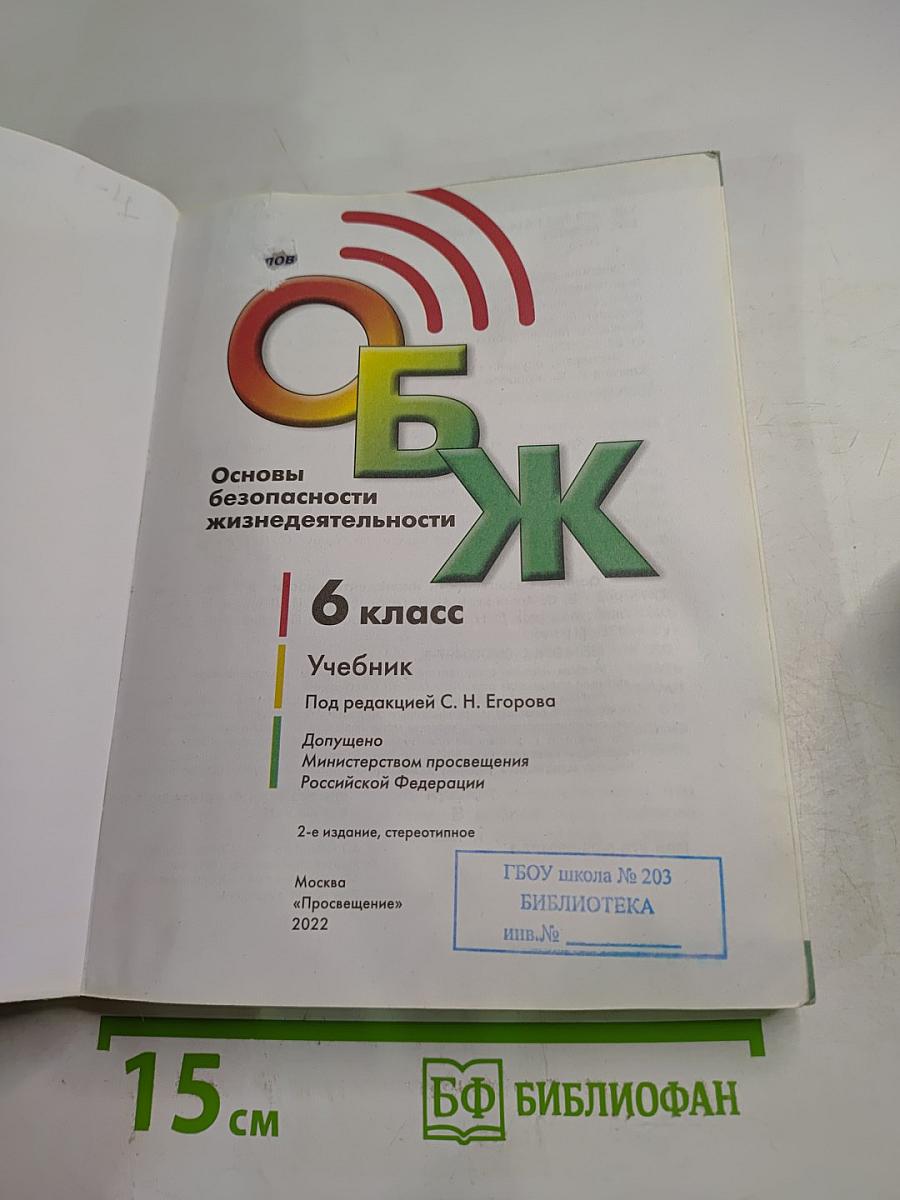 ОБЖ
Основы
безопасности
жизнедеятельности
6 класс
Учебник
Под редакцией С. Н. Егорова
Допущено
Министерством просвещения
Российской Федерации
2-е издание, стереотипное
Москва
«Просвещение»
2022
ГБОУ школа № 203
БИБЛИОТЕКА
инв.№
15 см
БФ БИБЛИОФАН